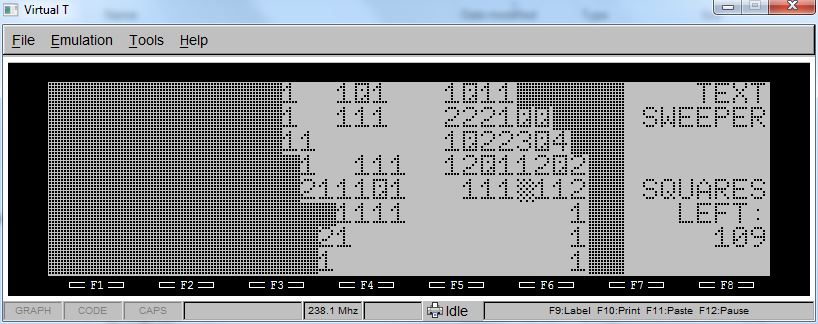 Virtual T
File Emulation Tools Help
1 101 1011 TEXT
1 111 222100 SWEEPER
11 1022304
1 111 12011202
211101 111 112 SQUARES
1111 1 LEFT:
21 1 109
1 1
F1 F2 F3 F4 F5 F6 F7 F8
GRAPH CODE CAPS 238.1 Mhz Idle F9:Label F10:Print F11:Paste F12:Pause